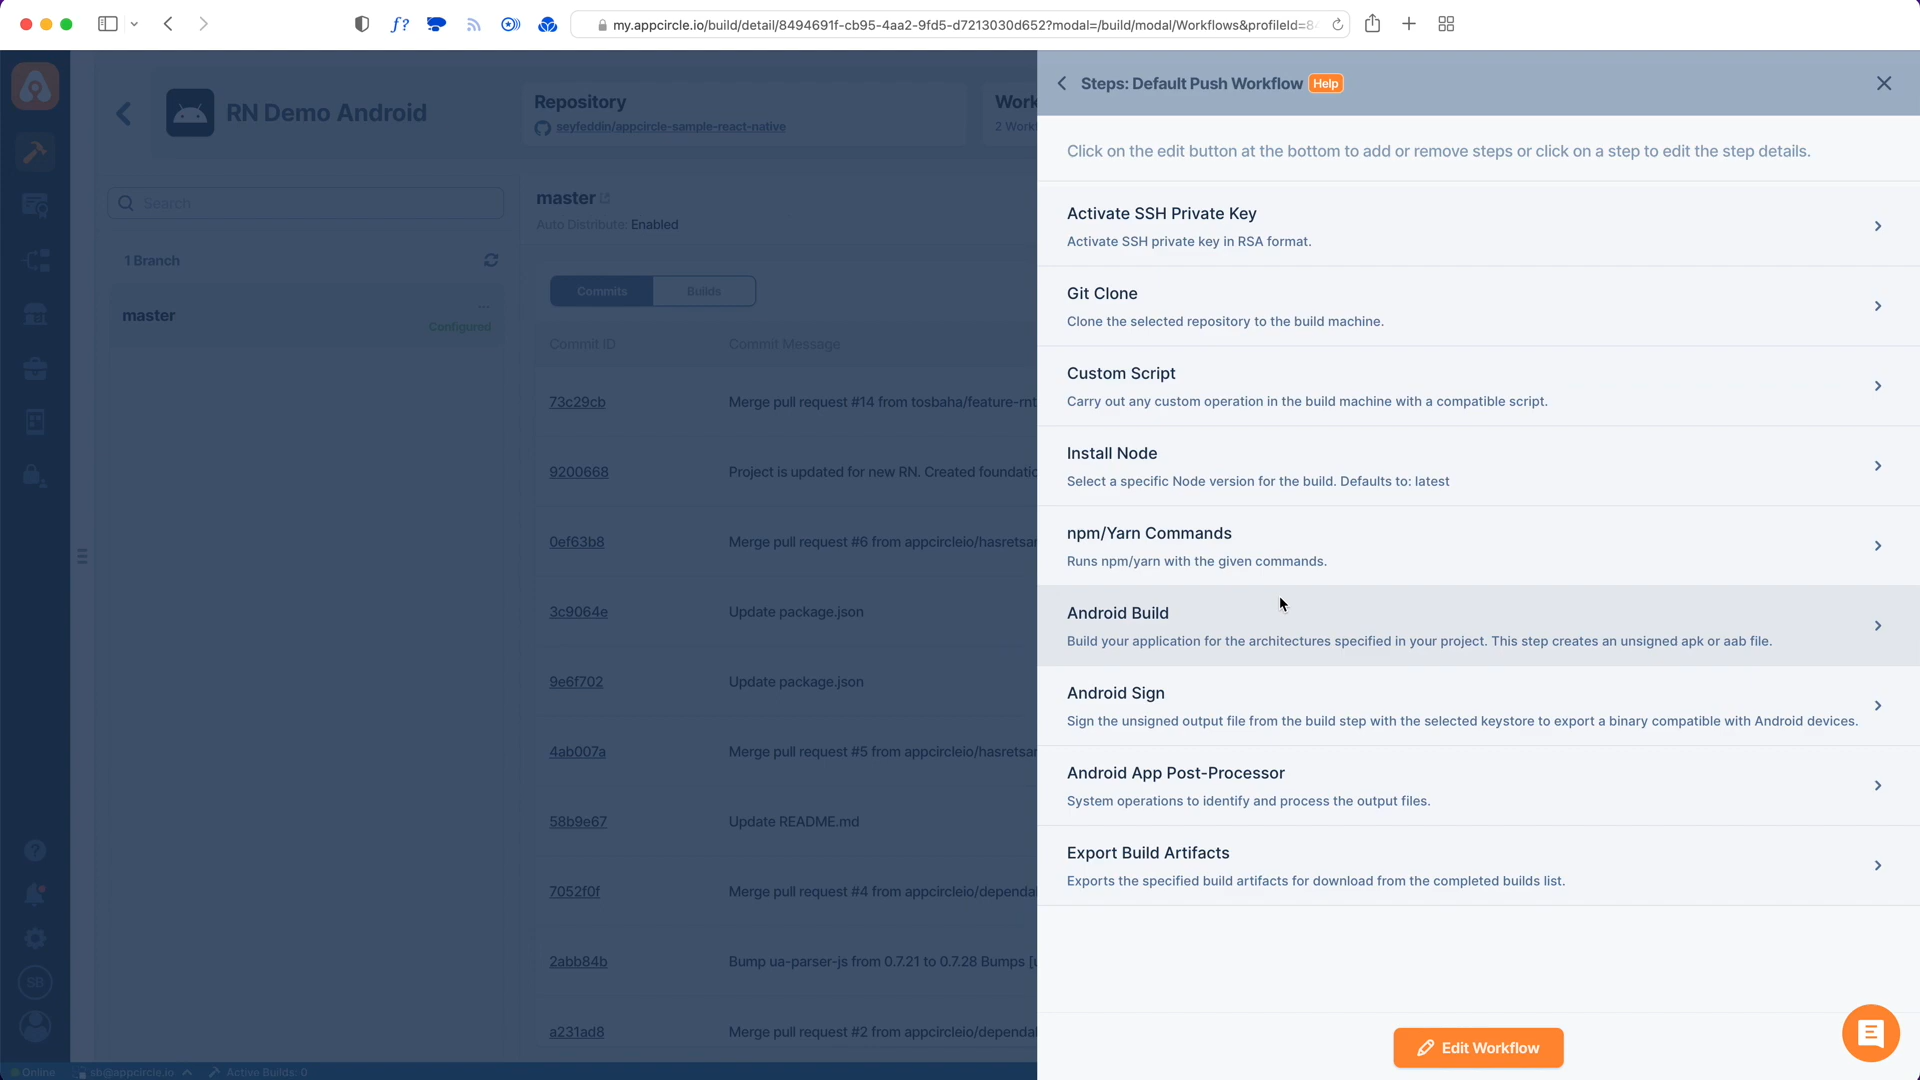 my.appcircle.io/build/detail/8494691f-cb95-4aa2-9fd5-d7213030d652?modal=/build/modal/Workflows&profileId=8
RN Demo Android
Repository
seyfeddin/appcircle-sample-react-native
Work
2 Workf
Search
1 Branch
master
...
Configured
master
Auto Distribute: Enabled
Commits
Builds
Commit ID
Commit Message
73c29cb
Merge pull request #14 from tosbaha/feature-rnt
9200668
Project is updated for new RN. Created foundatio
0ef63b8
Merge pull request #6 from appcircleio/hasretsar
3c9064e
Update package.json
9e6f702
Update package.json
4ab007a
Merge pull request #5 from appcircleio/hasretsar
58b9e67
Update README.md
7052f0f
Merge pull request #4 from appcircleio/dependa
2abb84b
Bump ua-parser-js from 0.7.21 to 0.7.28 Bumps [u
a231ad8
Merge pull request #2 from appcircleio/dependa
SB
Online
sb@appcircle.io
Active Builds: 0
Steps: Default Push Workflow
Help
Click on the edit button at the bottom to add or remove steps or click on a step to edit the step details.
Activate SSH Private Key
Activate SSH private key in RSA format.
Git Clone
Clone the selected repository to the build machine.
Custom Script
Carry out any custom operation in the build machine with a compatible script.
Install Node
Select a specific Node version for the build. Defaults to: latest
npm/Yarn Commands
Runs npm/yarn with the given commands.
Android Build
Build your application for the architectures specified in your project. This step creates an unsigned apk or aab file.
Android Sign
Sign the unsigned output file from the build step with the selected keystore to export a binary compatible with Android devices.
Android App Post-Processor
System operations to identify and process the output files.
Export Build Artifacts
Exports the specified build artifacts for download from the completed builds list.
Edit Workflow